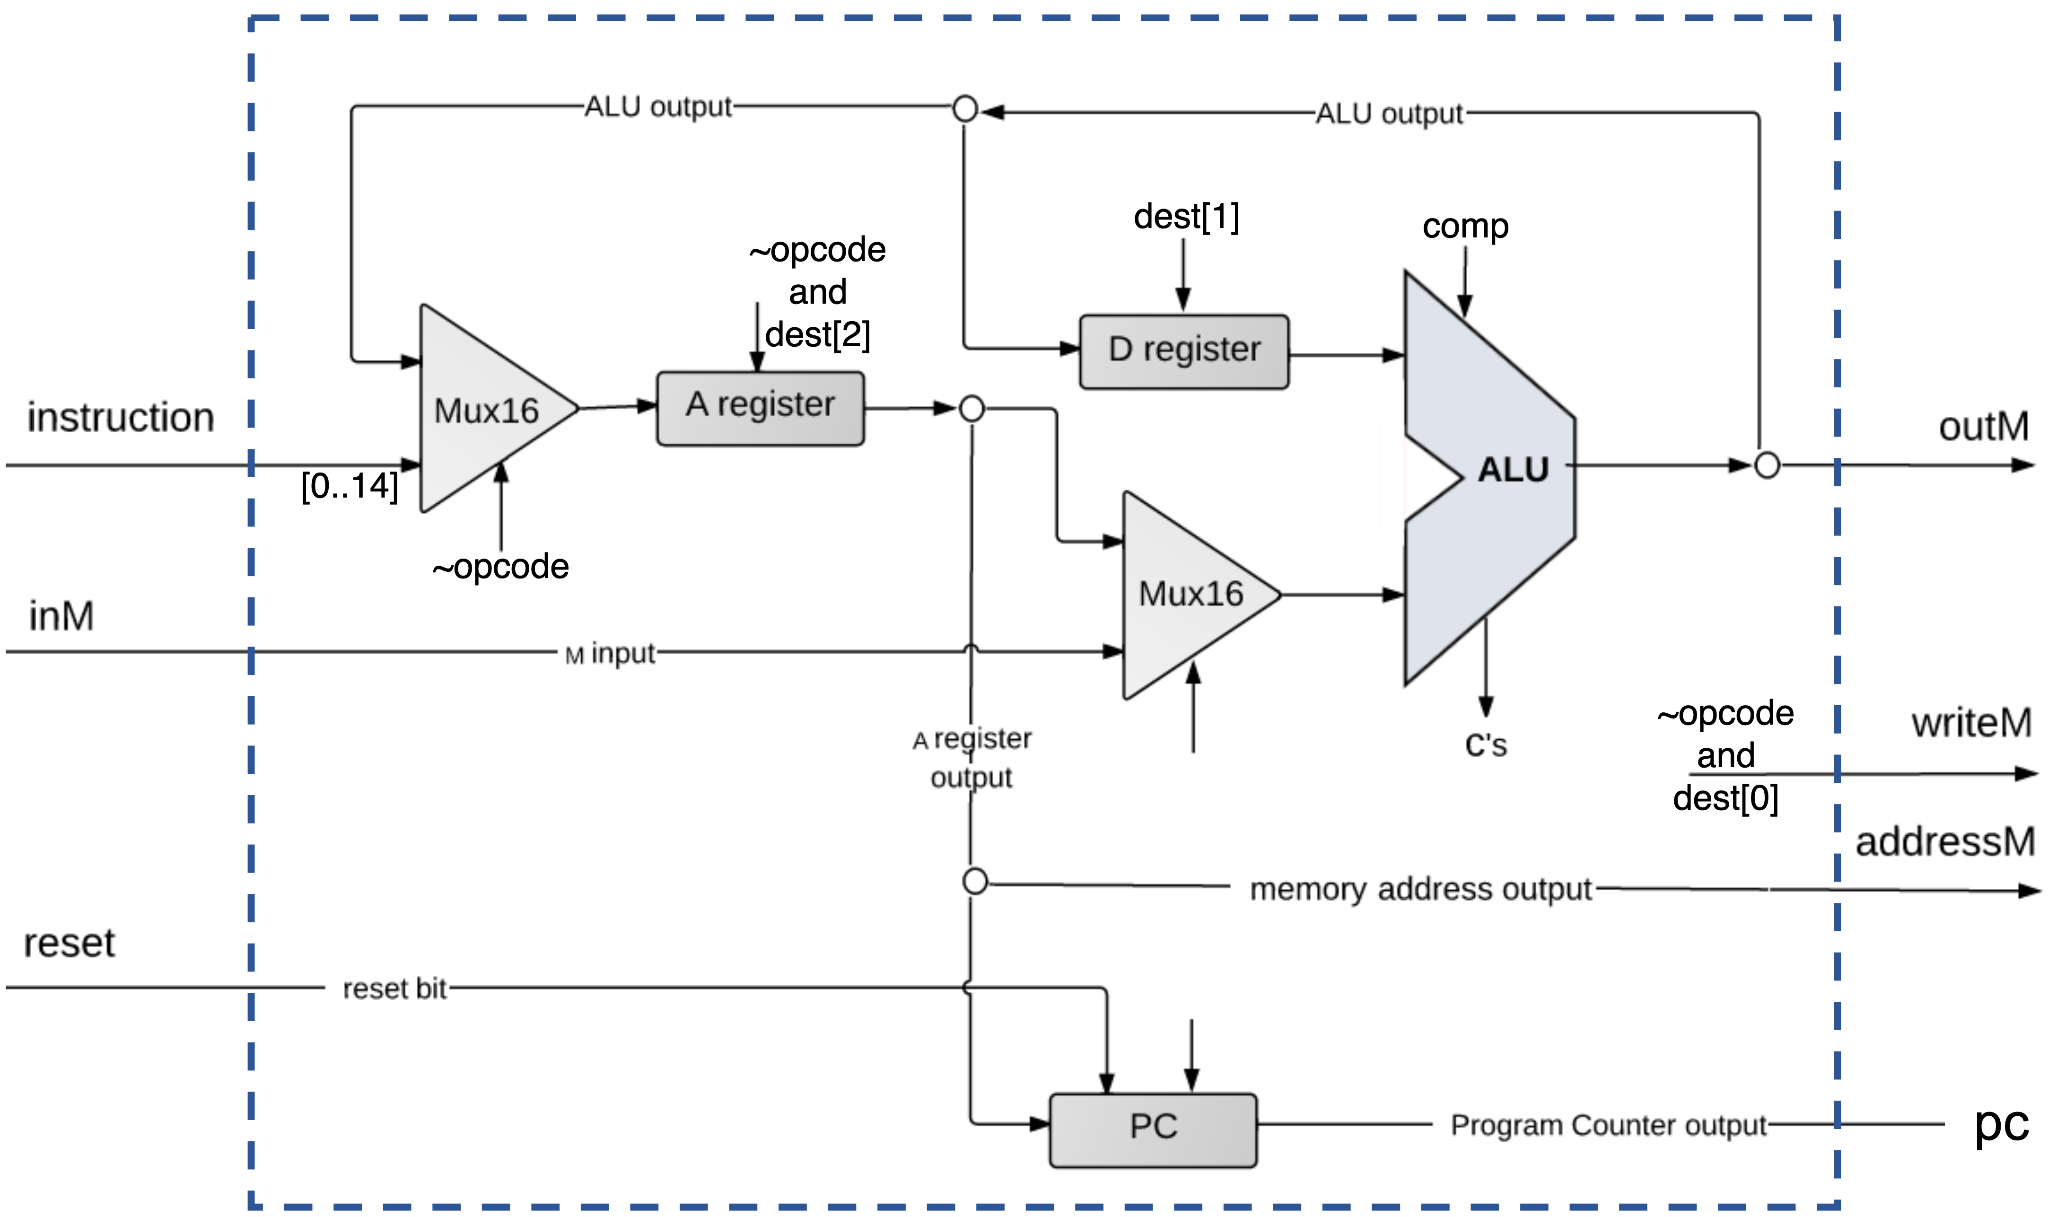 ALU output
ALU output
dest[1]
comp
~opcode
and
dest[2]
D register
Mux16
A register
instruction
[0..14]
~opcode
ALU
outM
Mux16
inM
M input
~opcode
and
dest[0]
writeM
A register
output
C's
addressM
memory address output
reset
reset bit
PC
Program Counter output
pc